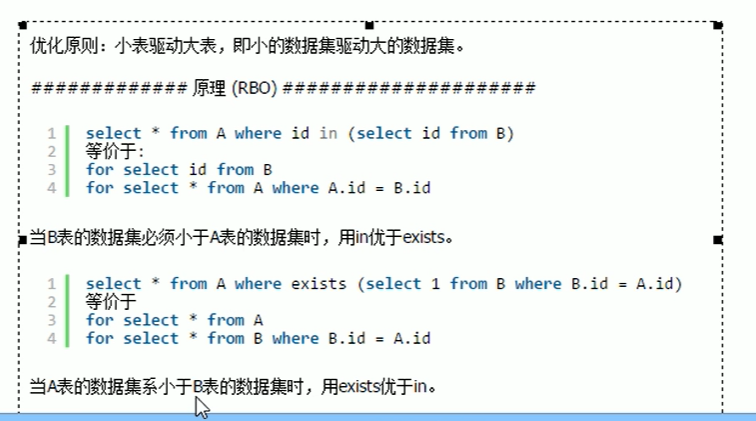 优化原则：小表驱动大表，即小的数据集驱动大的数据集。
############# 原理 (RBO) #####################
1 select * from A where id in (select id from B)
2 等价于：
3 for select id from B
4 for select * from A where A.id = B.id
当B表的数据集必须小于A表的数据集时，用in优于exists。
1 select * from A where exists (select 1 from B where B.id = A.id)
2 等价于
3 for select * from A
4 for select * from B where B.id = A.id
当A表的数据集系小于B表的数据集时，用exists优于in。